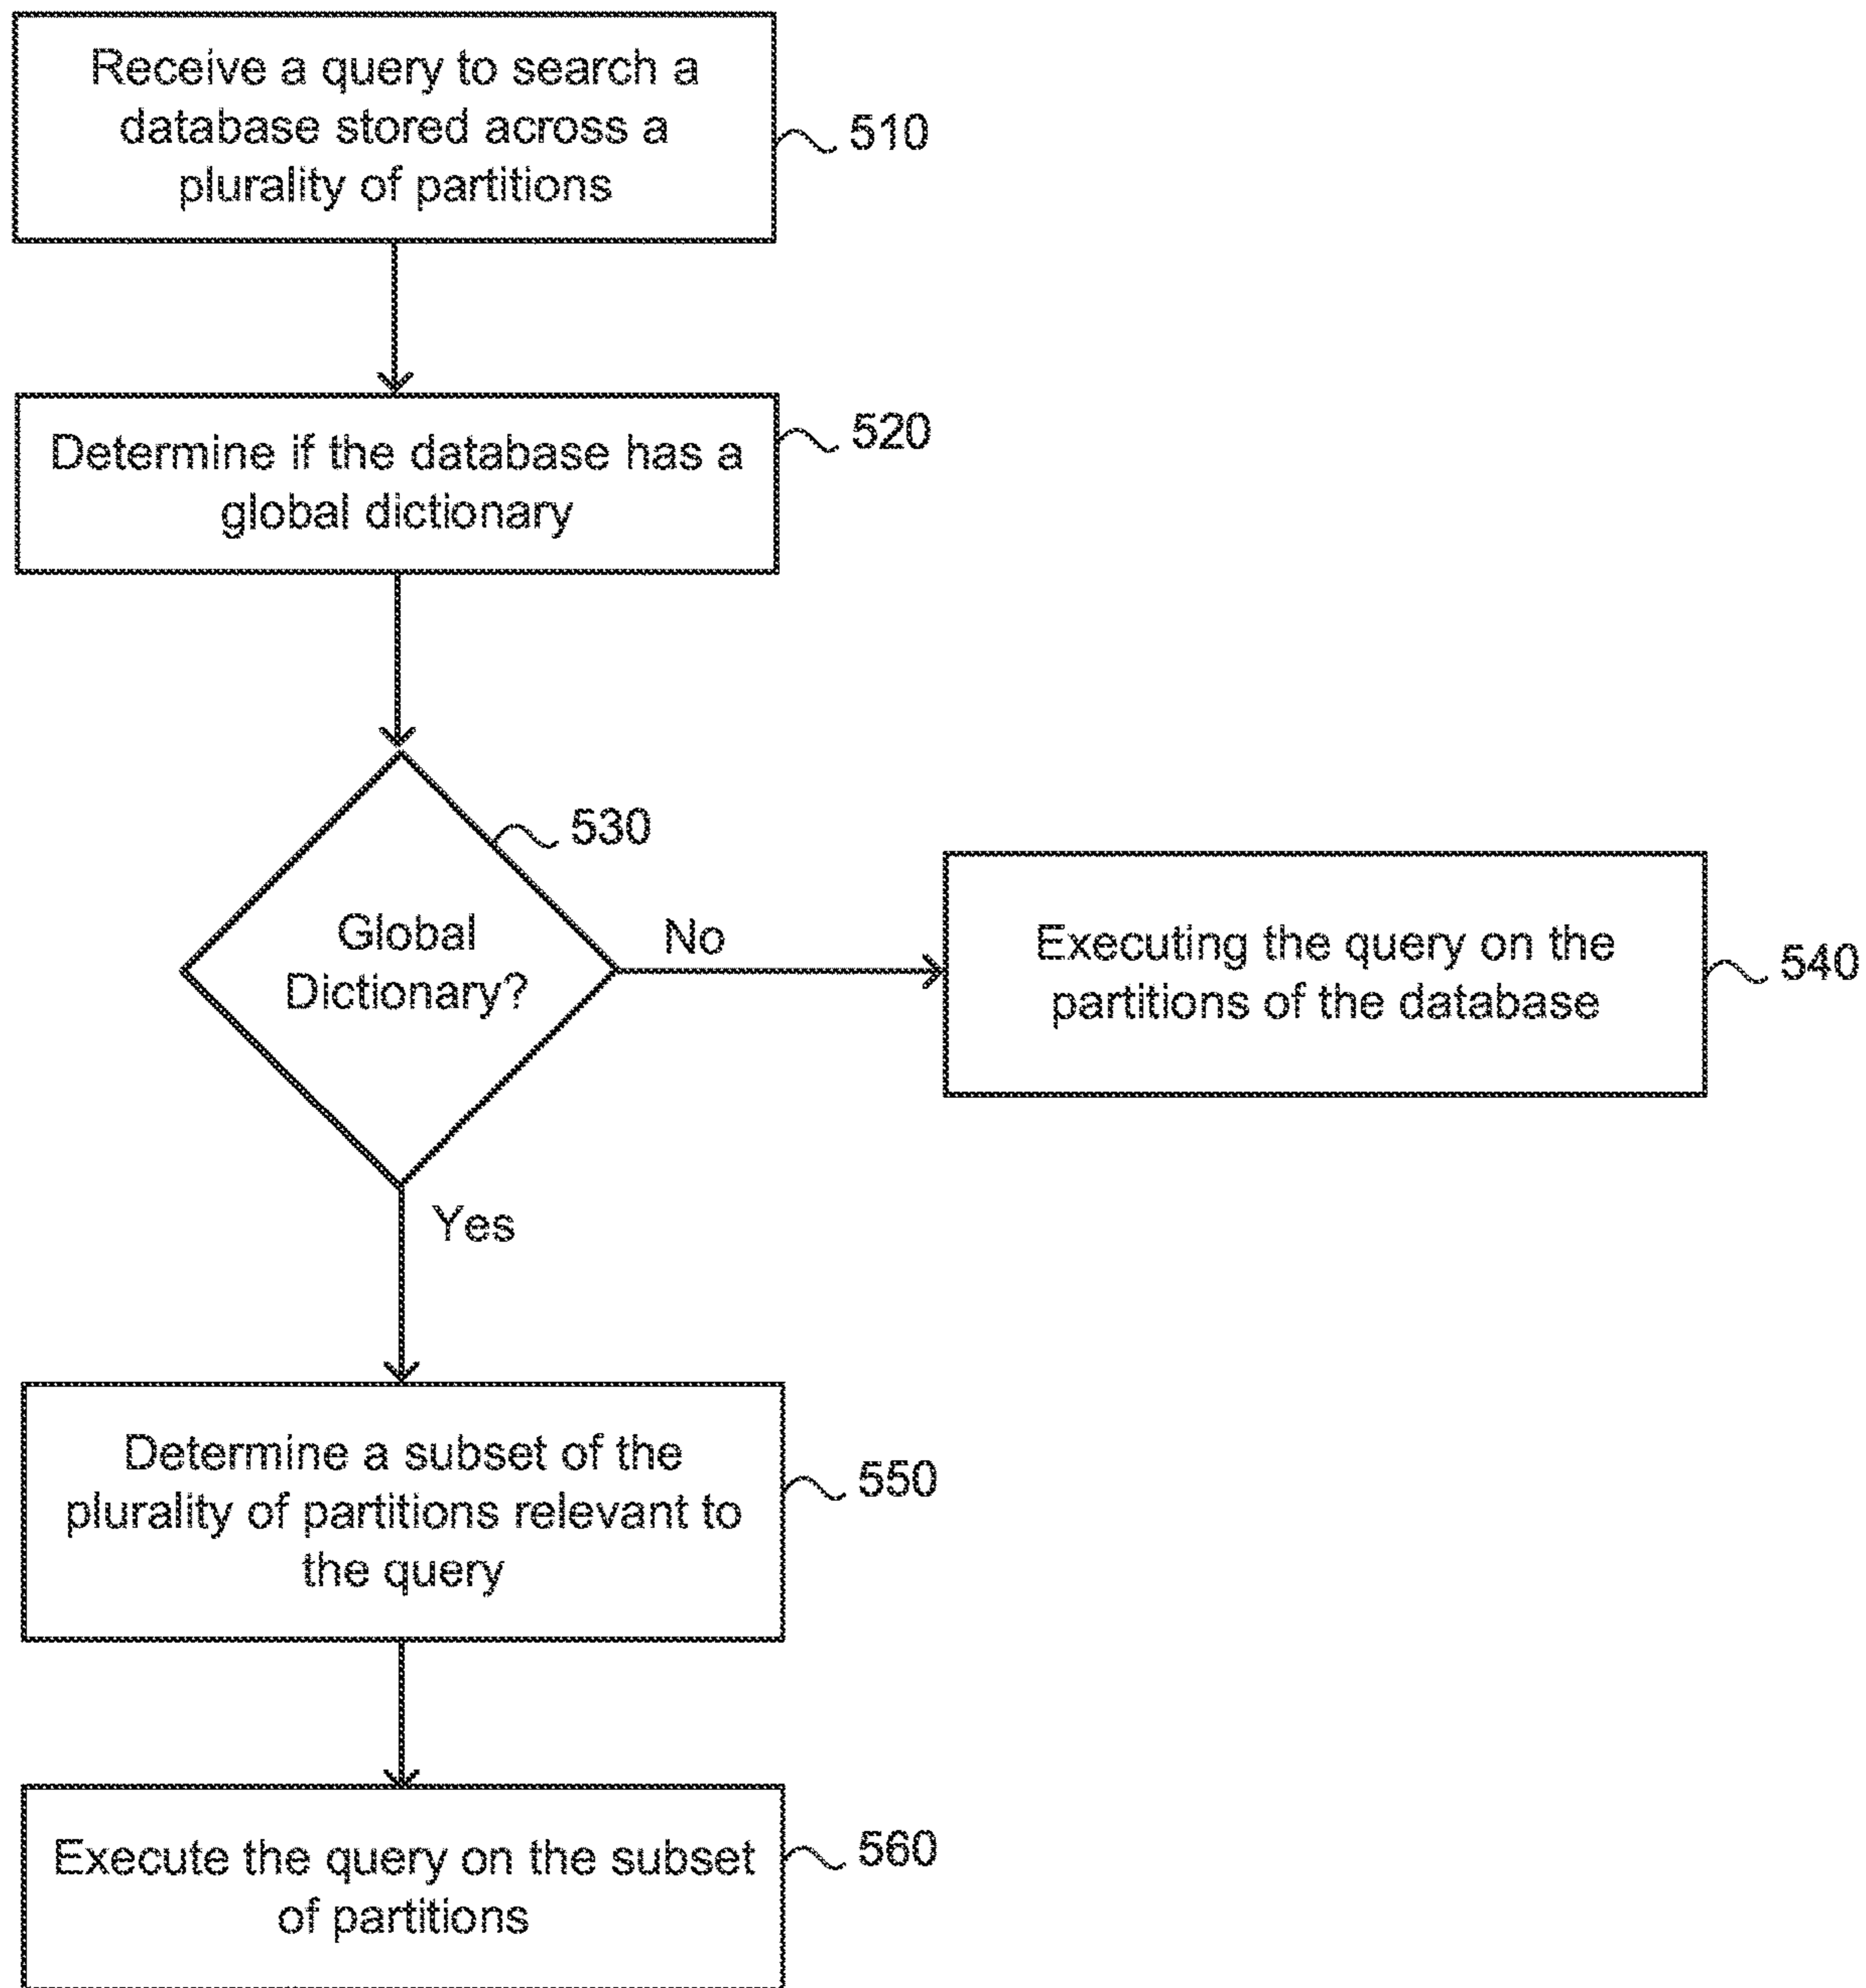 Receive a query to search a
database stored across a
plurality of partitions
510
Determine if the database has a
global dictionary
520
530
Global
Dictionary?
No
Executing the query on the
partitions of the database
540
Yes
Determine a subset of the
plurality of partitions relevant to
the query
550
Execute the query on the subset
of partitions
560